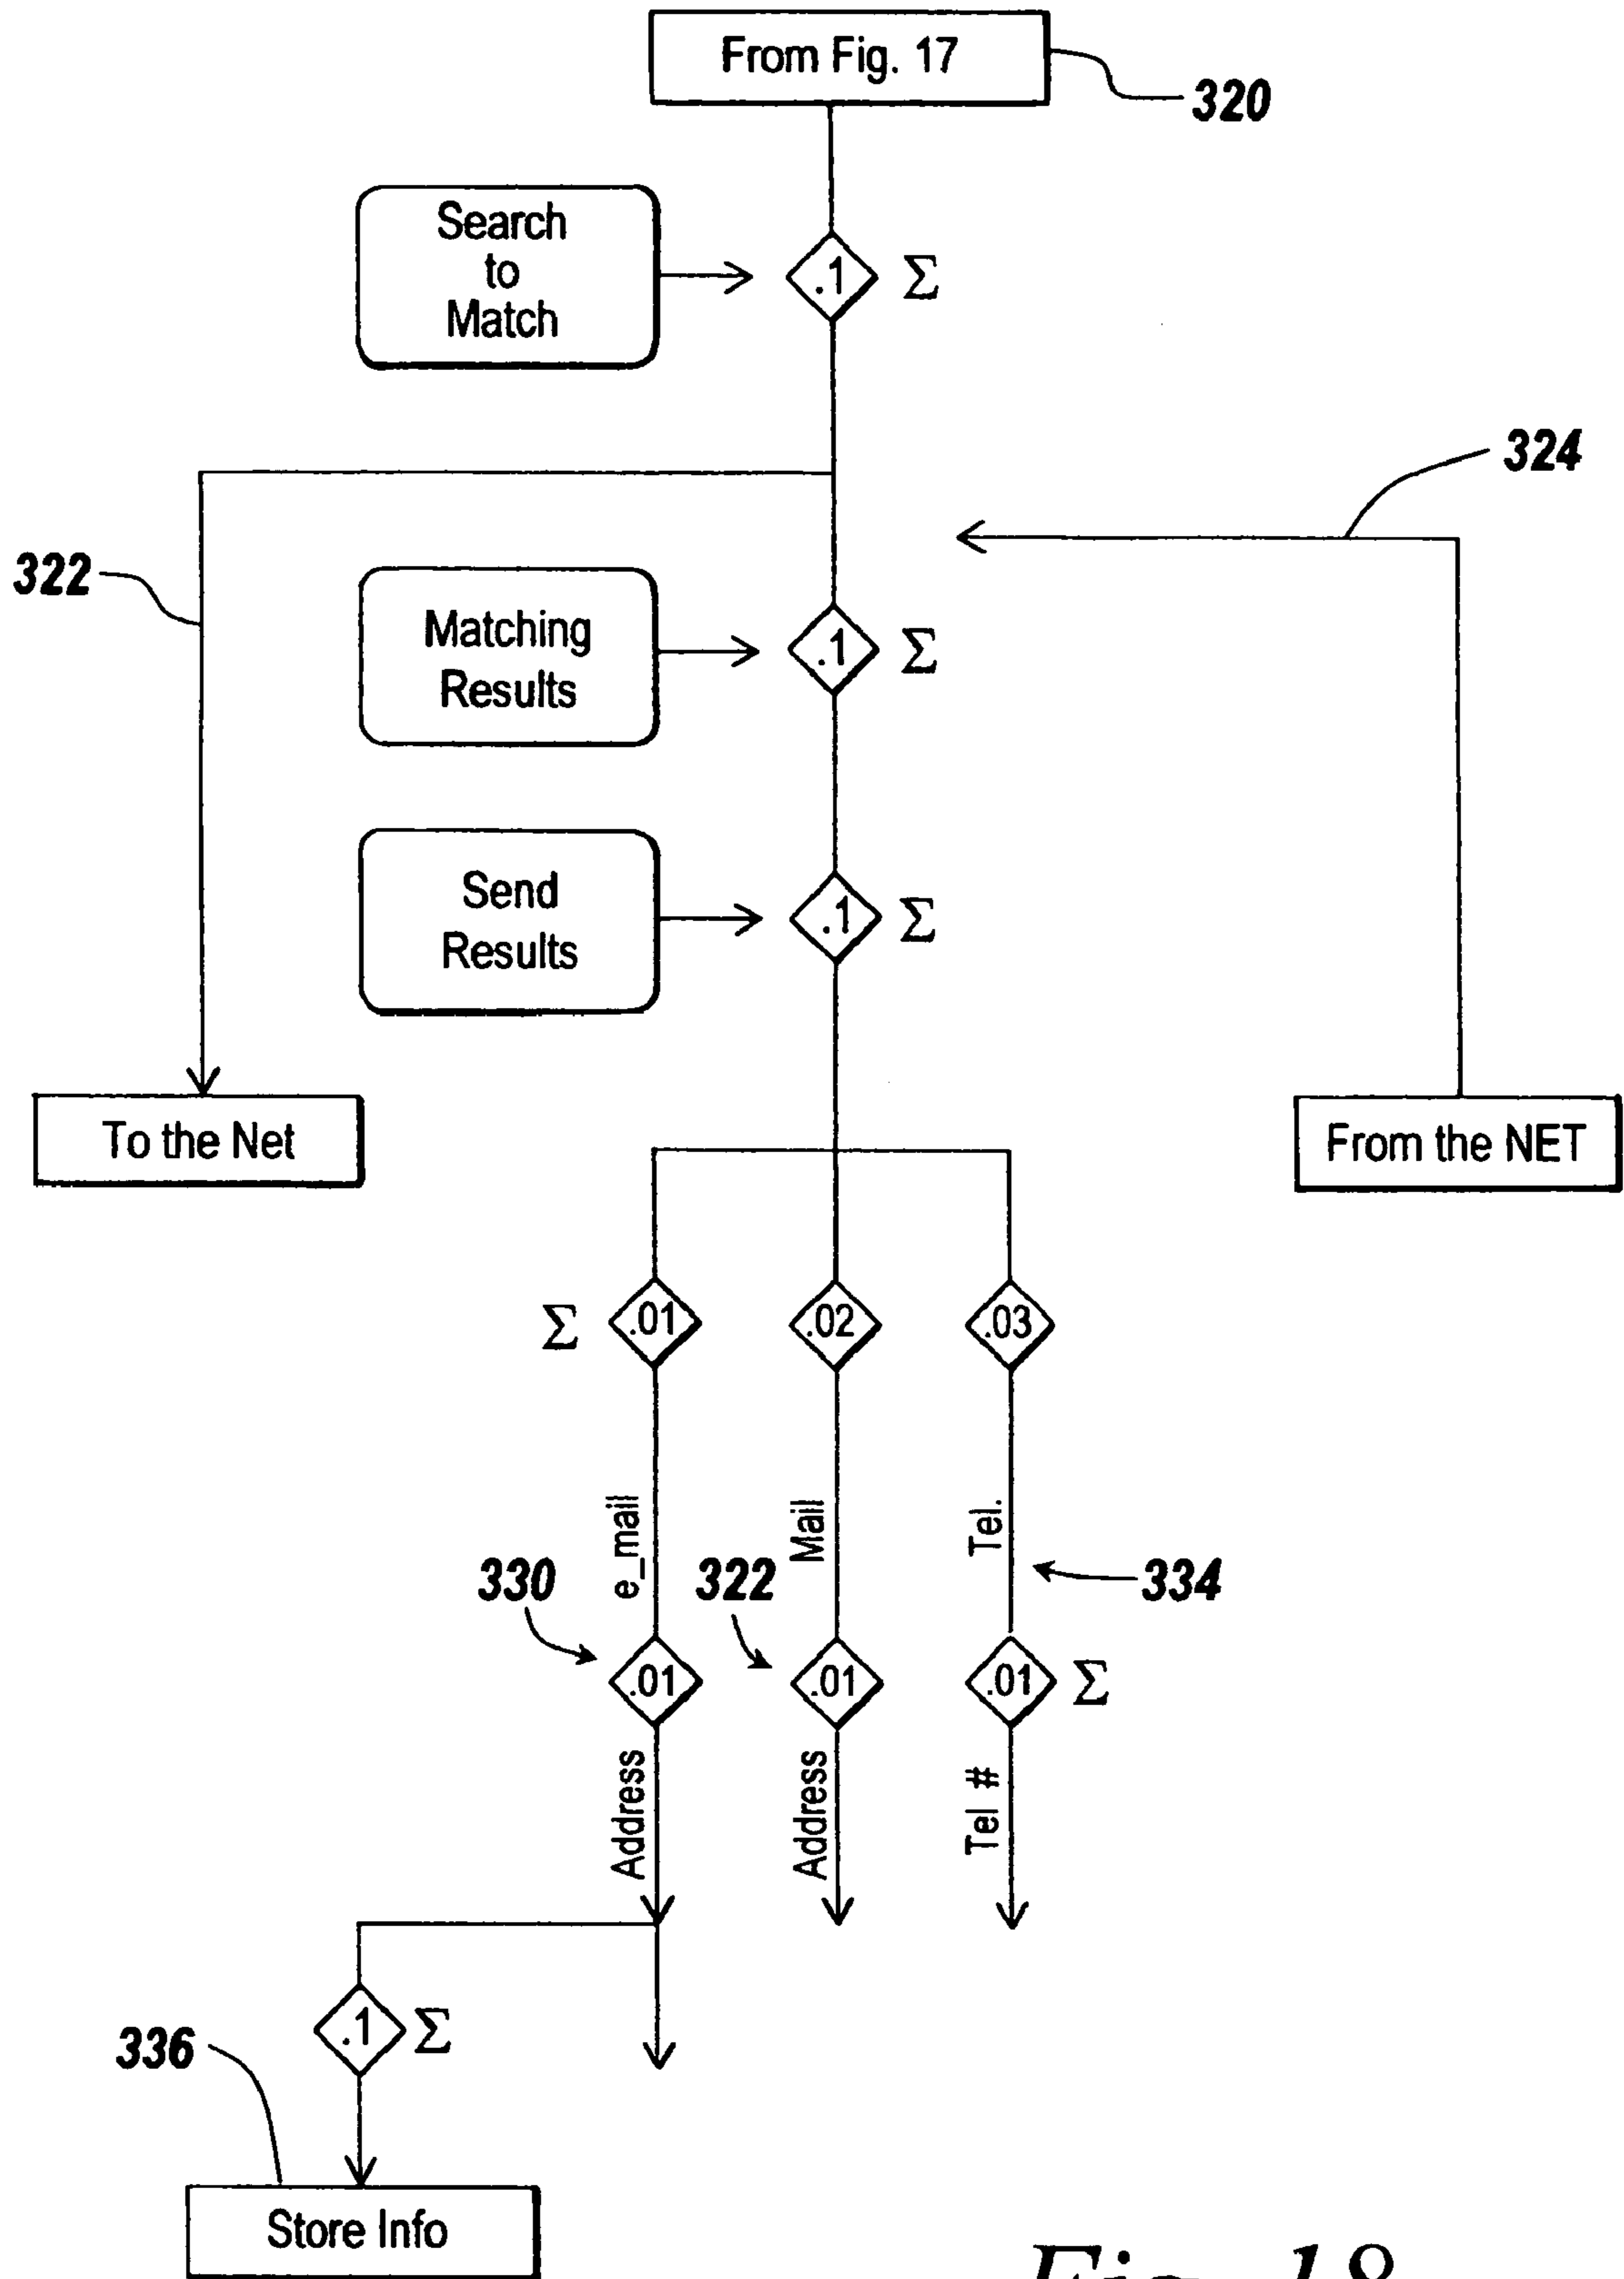 From Fig. 17
320
Search
to
Match
.1 Σ
324
322
Matching
Results
.1 Σ
Send
Results
.1 Σ
To the Net
From the NET
Σ .01
.02
.03
e_mail
Mail
Tel.
330
322
334
.01
.01
.01 Σ
Address
Address
Tel #
.1 Σ
336
Store Info
Fig. 18